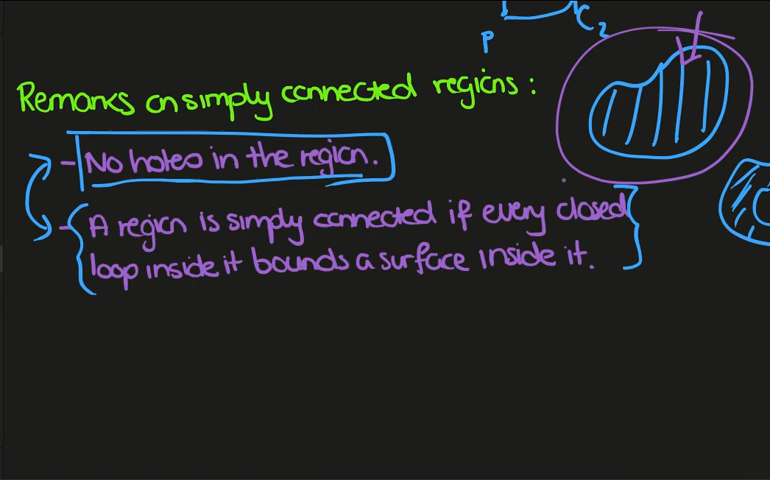 P
C2
Remarks on simply connected regions :
- No holes in the region.
- A region is simply connected if every closed
loop inside it bounds a surface inside it.